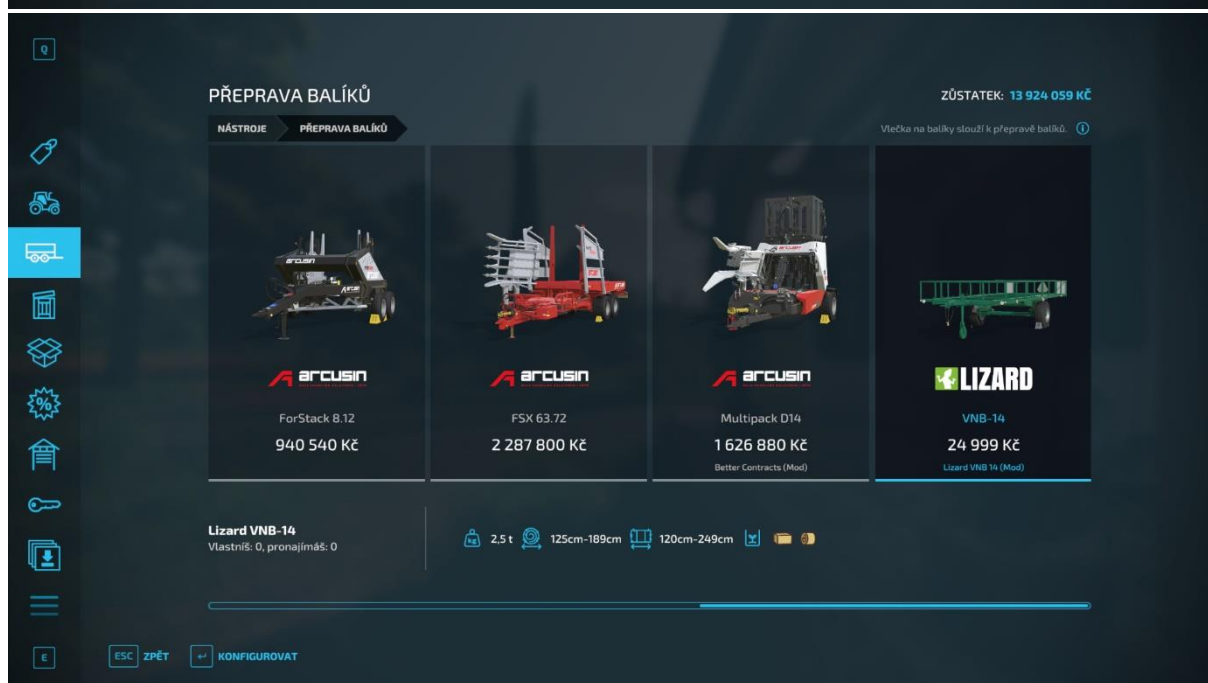 Q
PŘEPRAVA BALÍKŮ
ZŮSTATEK: 13 924 059 KČ
NÁSTROJE
PŘEPRAVA BALÍKŮ
Vlečka na balíky slouží k přepravě balíků.
arcusin
ForStack 8.12
940 540 Kč
arcusin
FSX 63.72
2 287 800 Kč
arcusin
Multipack D14
1 626 880 Kč
Better Contracts (Mod)
LIZARD
VNB-14
24 999 Kč
Lizard VNB 14 (Mod)
Lizard VNB-14
Vlastníš: 0, pronajímáš: 0
kg 2,5 t 125cm-189cm 120cm-249cm
E
ESC ZPĚT
KONFIGUROVAT